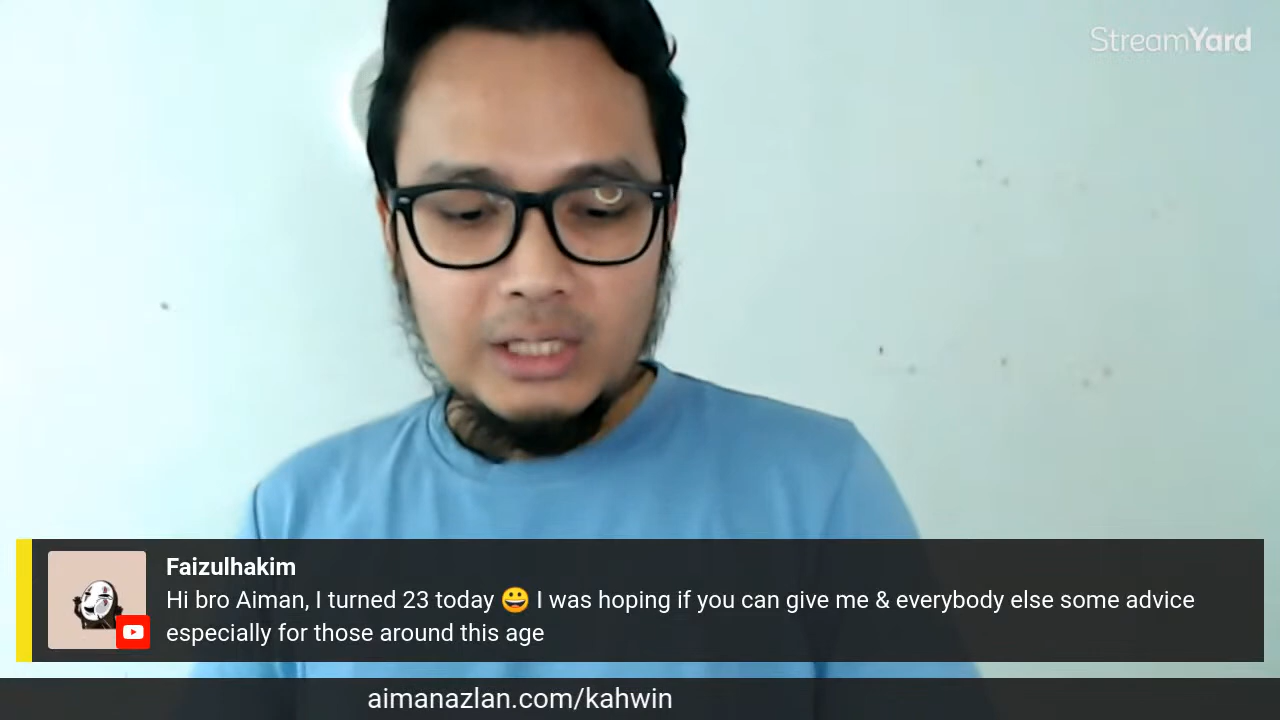 StreamYard
Faizulhakim
Hi bro Aiman, I turned 23 today 😀 I was hoping if you can give me & everybody else some advice
especially for those around this age
aimanazlan.com/kahwin